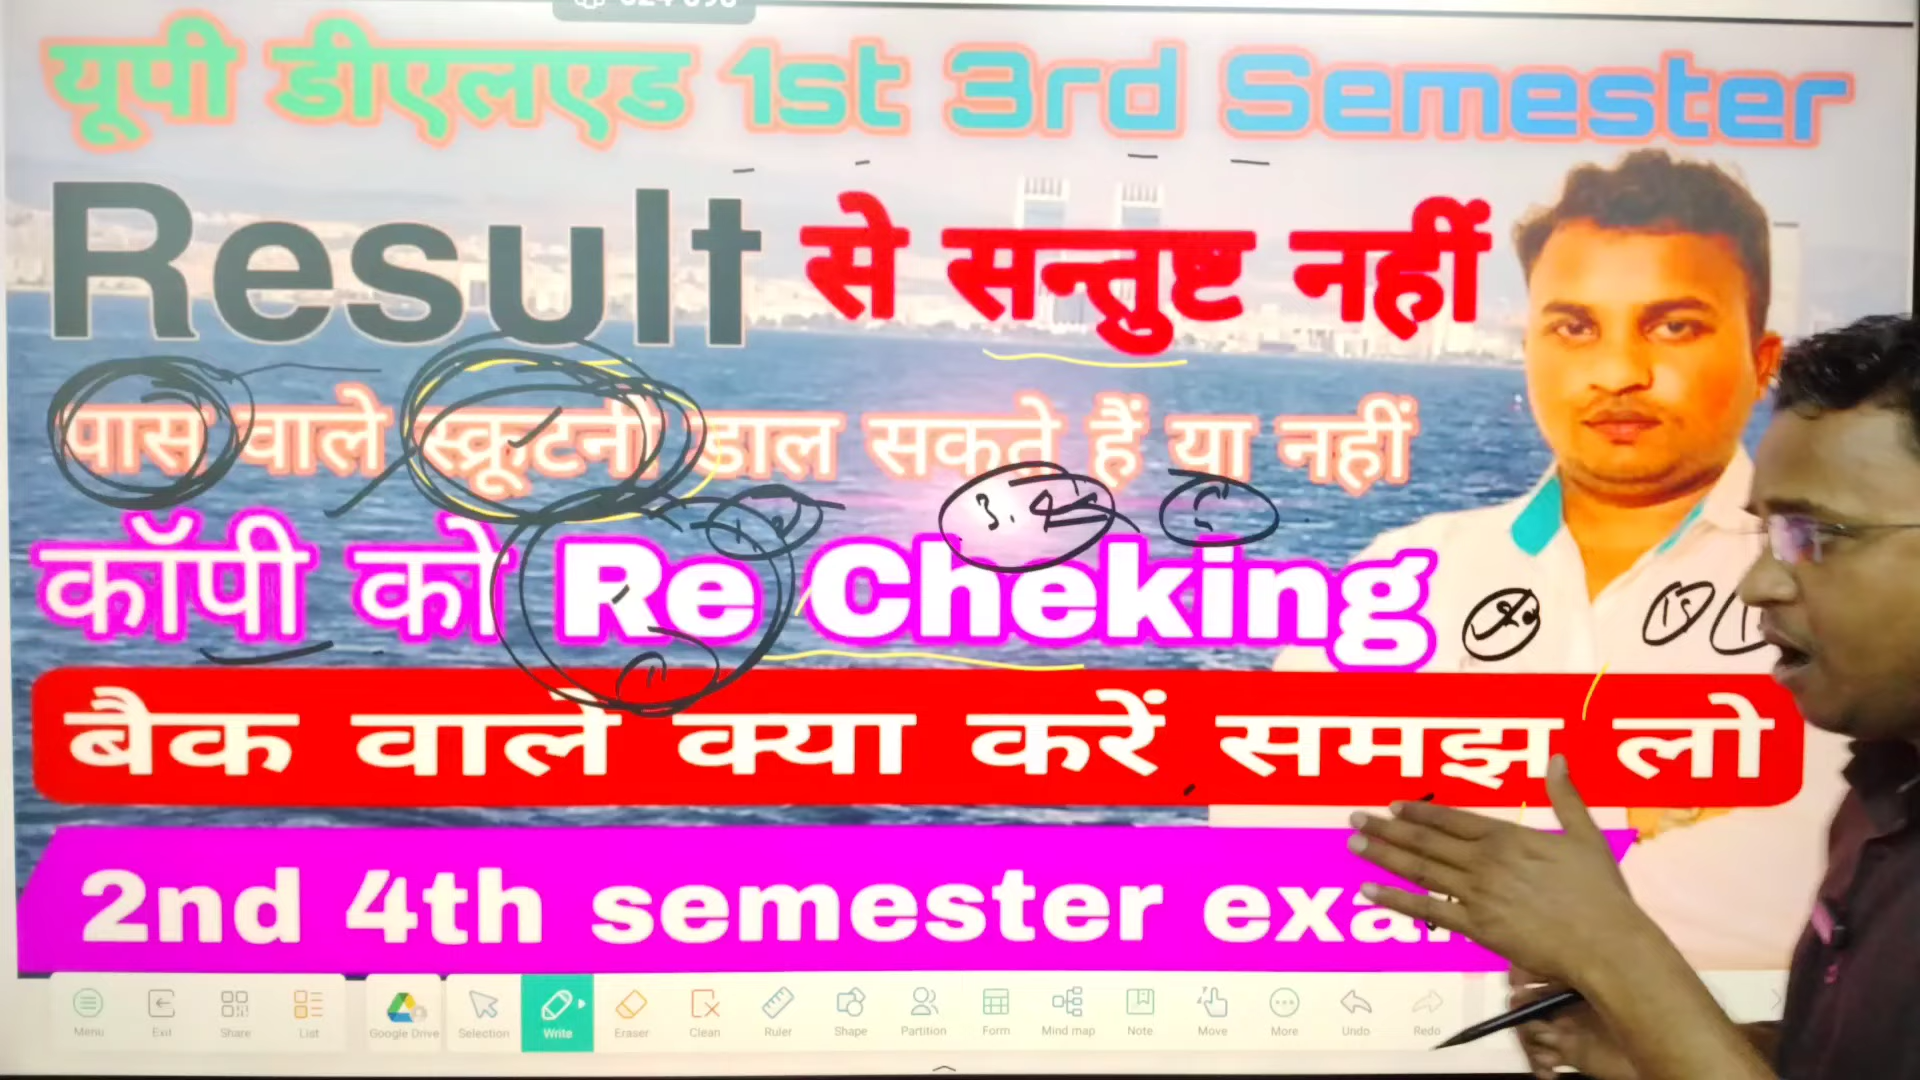 यूपी डीएलएड 1st 3rd Semester
Result से सन्तुष्ट नहीं
पास वाले स्क्रूटनी डाल सकते हैं या नहीं
कॉपी को Re Cheking
बैक वाले क्या करें समझ लो
2nd 4th semester
Menu Exit Share List Google Drive Selection Write Eraser Clean Ruler Shape Partition Form Mind map Note Move More Undo Redo